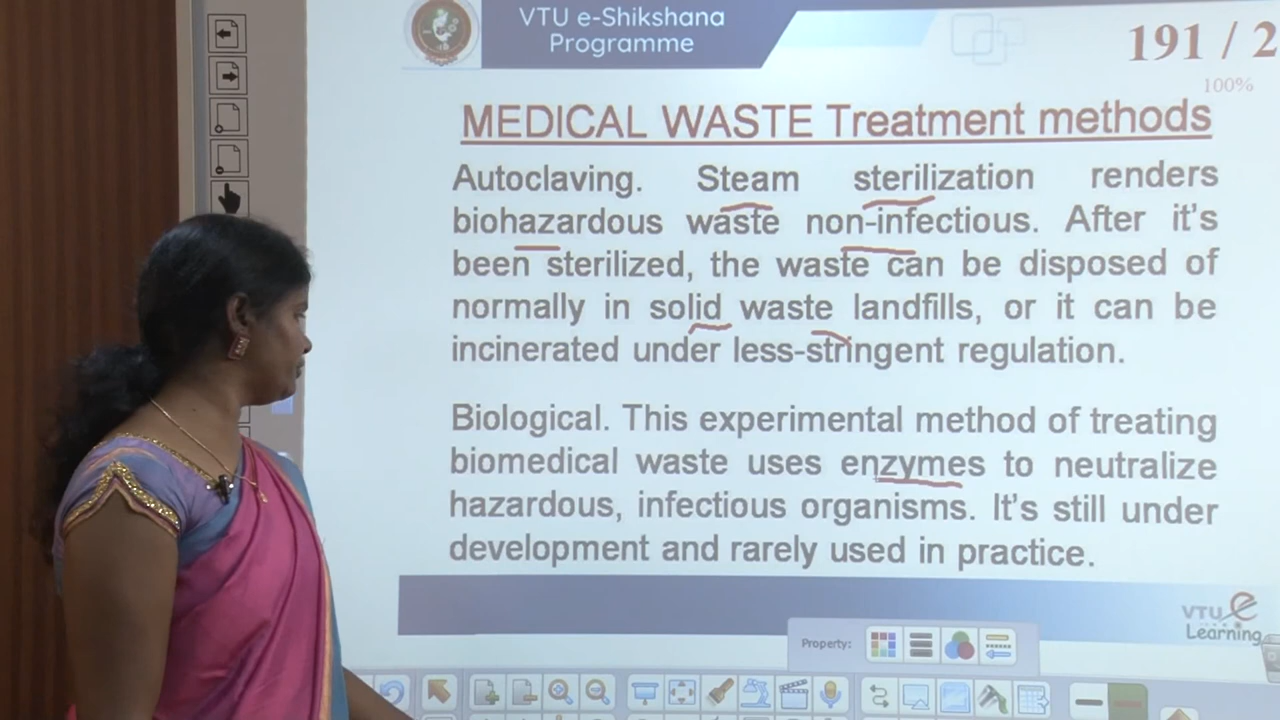 VTU e-Shikshana
Programme
191 / 2
100%
MEDICAL WASTE Treatment methods
Autoclaving. Steam sterilization renders
biohazardous waste non-infectious. After it's
been sterilized, the waste can be disposed of
normally in solid waste landfills, or it can be
incinerated under less-stringent regulation.
Biological. This experimental method of treating
biomedical waste uses enzymes to neutralize
hazardous, infectious organisms. It's still under
development and rarely used in practice.
VTU e
Learning
Property: